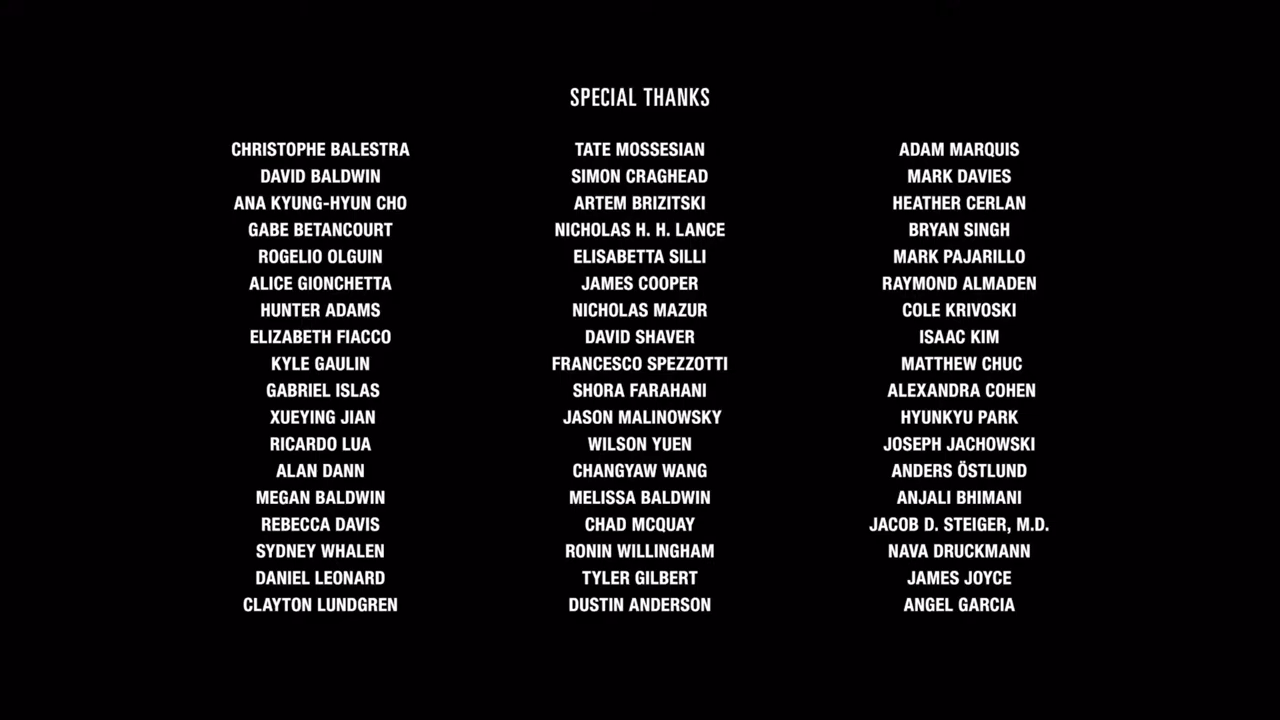 SPECIAL THANKS
CHRISTOPHE BALESTRA
DAVID BALDWIN
ANA KYUNG-HYUN CHO
GABE BETANCOURT
ROGELIO OLGUIN
ALICE GIONCHETTA
HUNTER ADAMS
ELIZABETH FIACCO
KYLE GAULIN
GABRIEL ISLAS
XUEYING JIAN
RICARDO LUA
ALAN DANN
MEGAN BALDWIN
REBECCA DAVIS
SYDNEY WHALEN
DANIEL LEONARD
CLAYTON LUNDGREN
TATE MOSSESIAN
SIMON CRAGHEAD
ARTEM BRIZITSKI
NICHOLAS H. H. LANCE
ELISABETTA SILLI
JAMES COOPER
NICHOLAS MAZUR
DAVID SHAVER
FRANCESCO SPEZZOTTI
SHORA FARAHANI
JASON MALINOWSKY
WILSON YUEN
CHANGYAW WANG
MELISSA BALDWIN
CHAD MCQUAY
RONIN WILLINGHAM
TYLER GILBERT
DUSTIN ANDERSON
ADAM MARQUIS
MARK DAVIES
HEATHER CERLAN
BRYAN SINGH
MARK PAJARILLO
RAYMOND ALMADEN
COLE KRIVOSKI
ISAAC KIM
MATTHEW CHUC
ALEXANDRA COHEN
HYUNKYU PARK
JOSEPH JACHOWSKI
ANDERS ÖSTLUND
ANJALI BHIMANI
JACOB D. STEIGER, M.D.
NAVA DRUCKMANN
JAMES JOYCE
ANGEL GARCIA